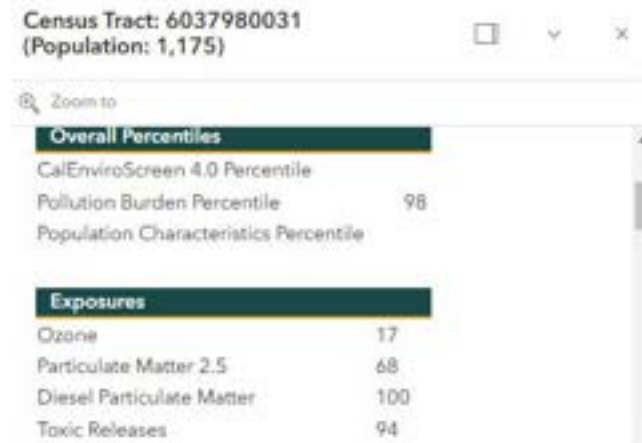 Census Tract: 6037980031
(Population: 1,175)
Zoom to
Overall Percentiles
CalEnviroScreen 4.0 Percentile
Pollution Burden Percentile 98
Population Characteristics Percentile
Exposures
Ozone 17
Particulate Matter 2.5 68
Diesel Particulate Matter 100
Toxic Releases 94